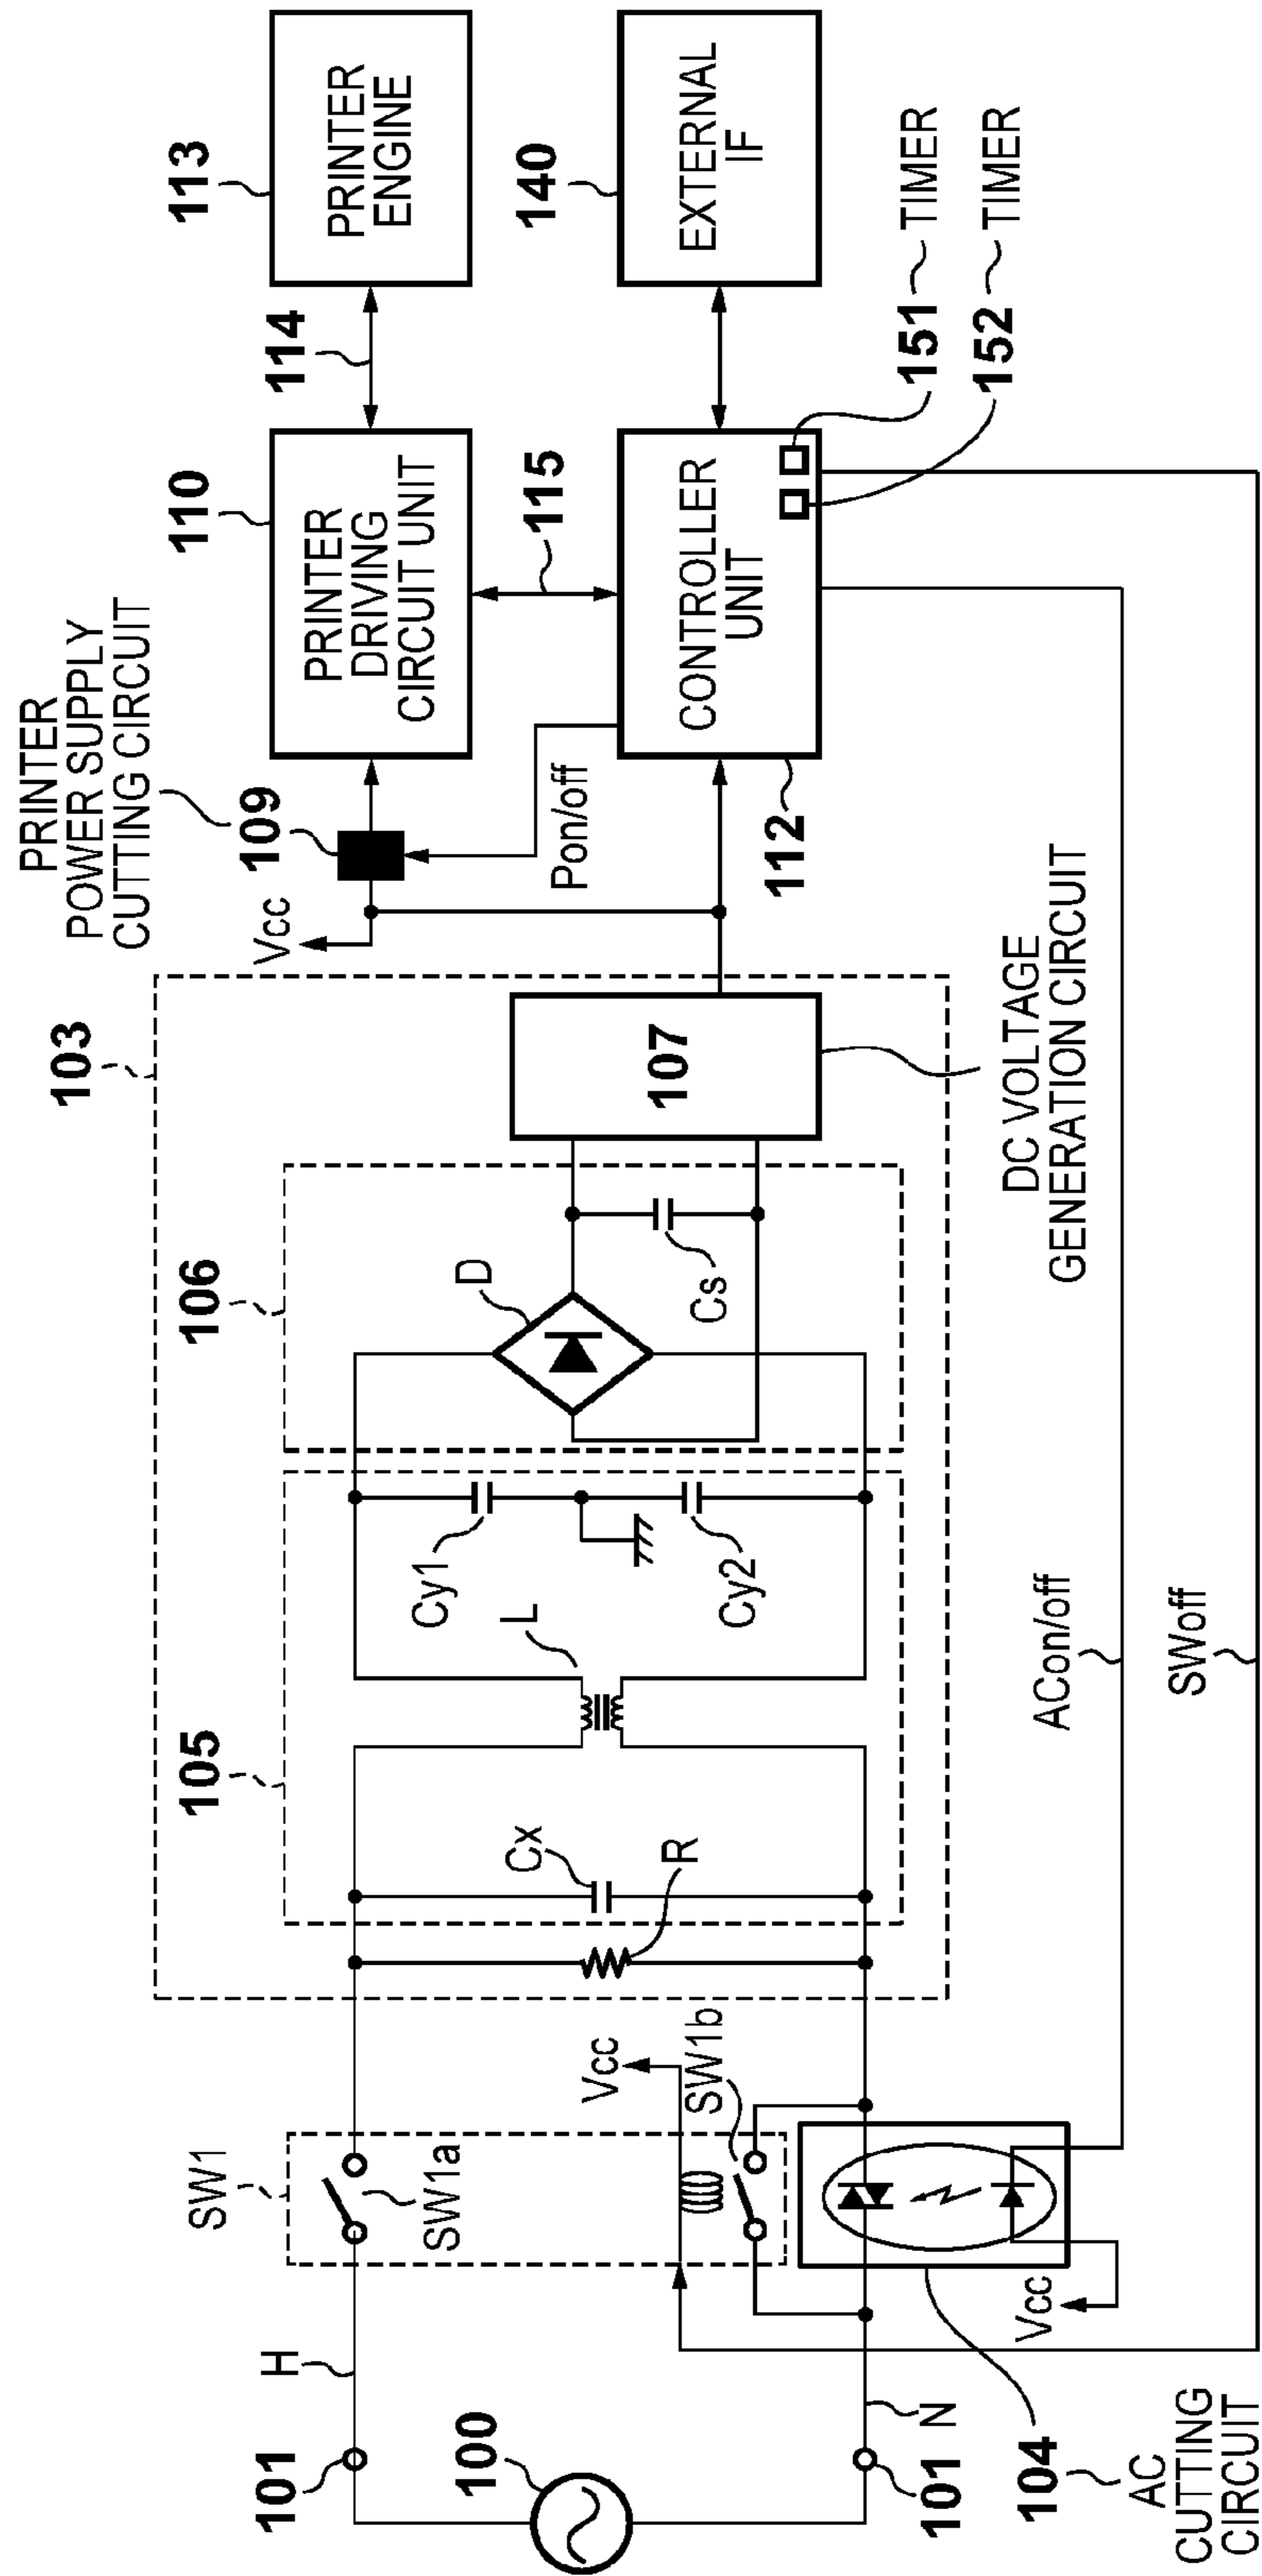 PRINTER
POWER SUPPLY
CUTTING CIRCUIT
103
109
110
113
114
PRINTER
DRIVING
CIRCUIT UNIT
PRINTER
ENGINE
Vcc
Pon/off
115
140
EXTERNAL
IF
CONTROLLER
UNIT
112
151
TIMER
152
TIMER
105
106
107
DC VOLTAGE
GENERATION CIRCUIT
D
Cs
Cy1
Cy2
L
Cx
R
SW1
SW1a
Vcc
SW1b
H
101
100
101
N
Vcc
104
AC
CUTTING
CIRCUIT
ACon/off
SWoff